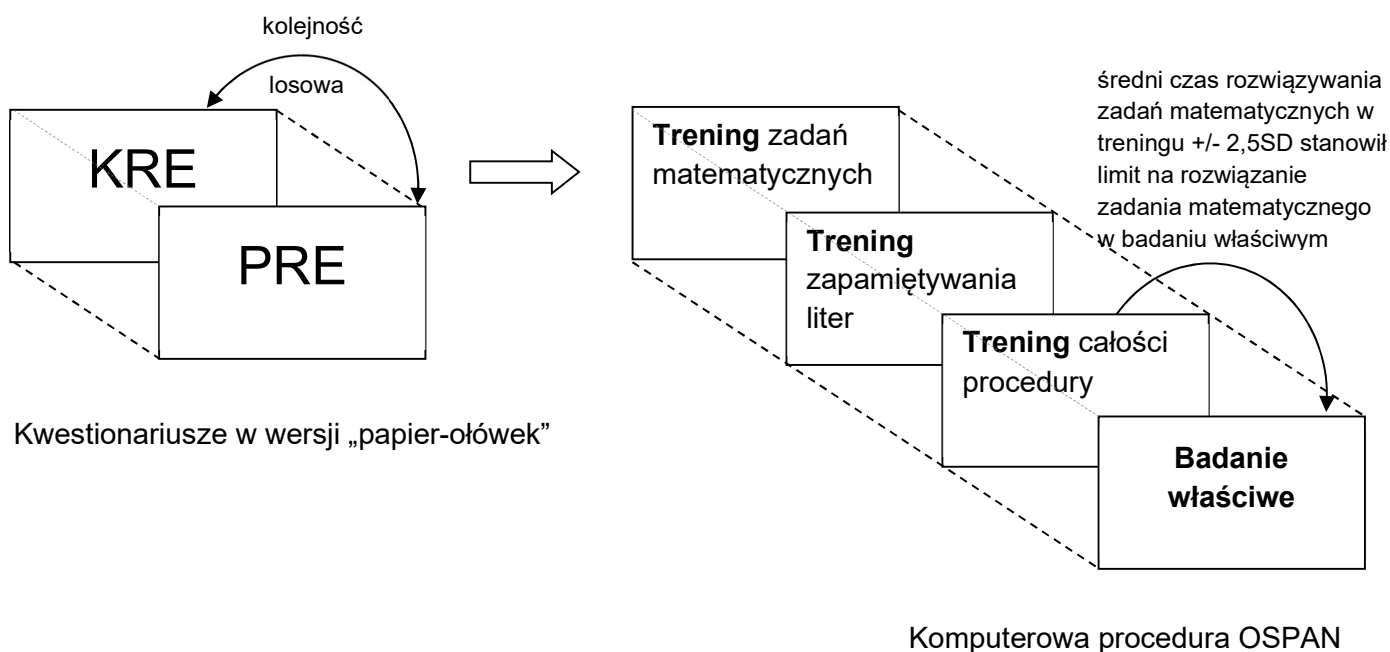 kolejność
losowa
KRE
PRE
Kwestionariusze w wersji „papier-ołówek”
Trening zadań
matematycznych
Trening
zapamiętywania
liter
Trening całości
procedury
Badanie
właściwe
średni czas rozwiązywania
zadań matematycznych w
treningu +/- 2,5SD stanowił
limit na rozwiązanie
zadania matematycznego
w badaniu właściwym
Komputerowa procedura OSPAN